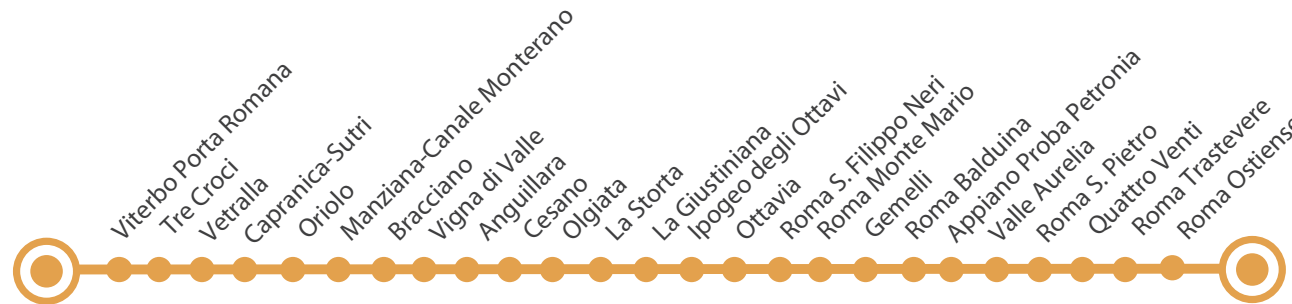 Viterbo Porta Romana
Tre Croci
Vetralla
Capranica-Sutri
Oriolo
Manziana-Canale Monterano
Bracciano
Vigna di Valle
Anguillara
Cesano
Olgiata
La Storta
La Giustiniana
Ipogeo degli Ottavi
Ottavia
Roma S. Filippo Neri
Roma Monte Mario
Gemelli
Roma Balduina
Appiano Proba Petronia
Valle Aurelia
Roma S. Pietro
Quattro Venti
Roma Trastevere
Roma Ostiense